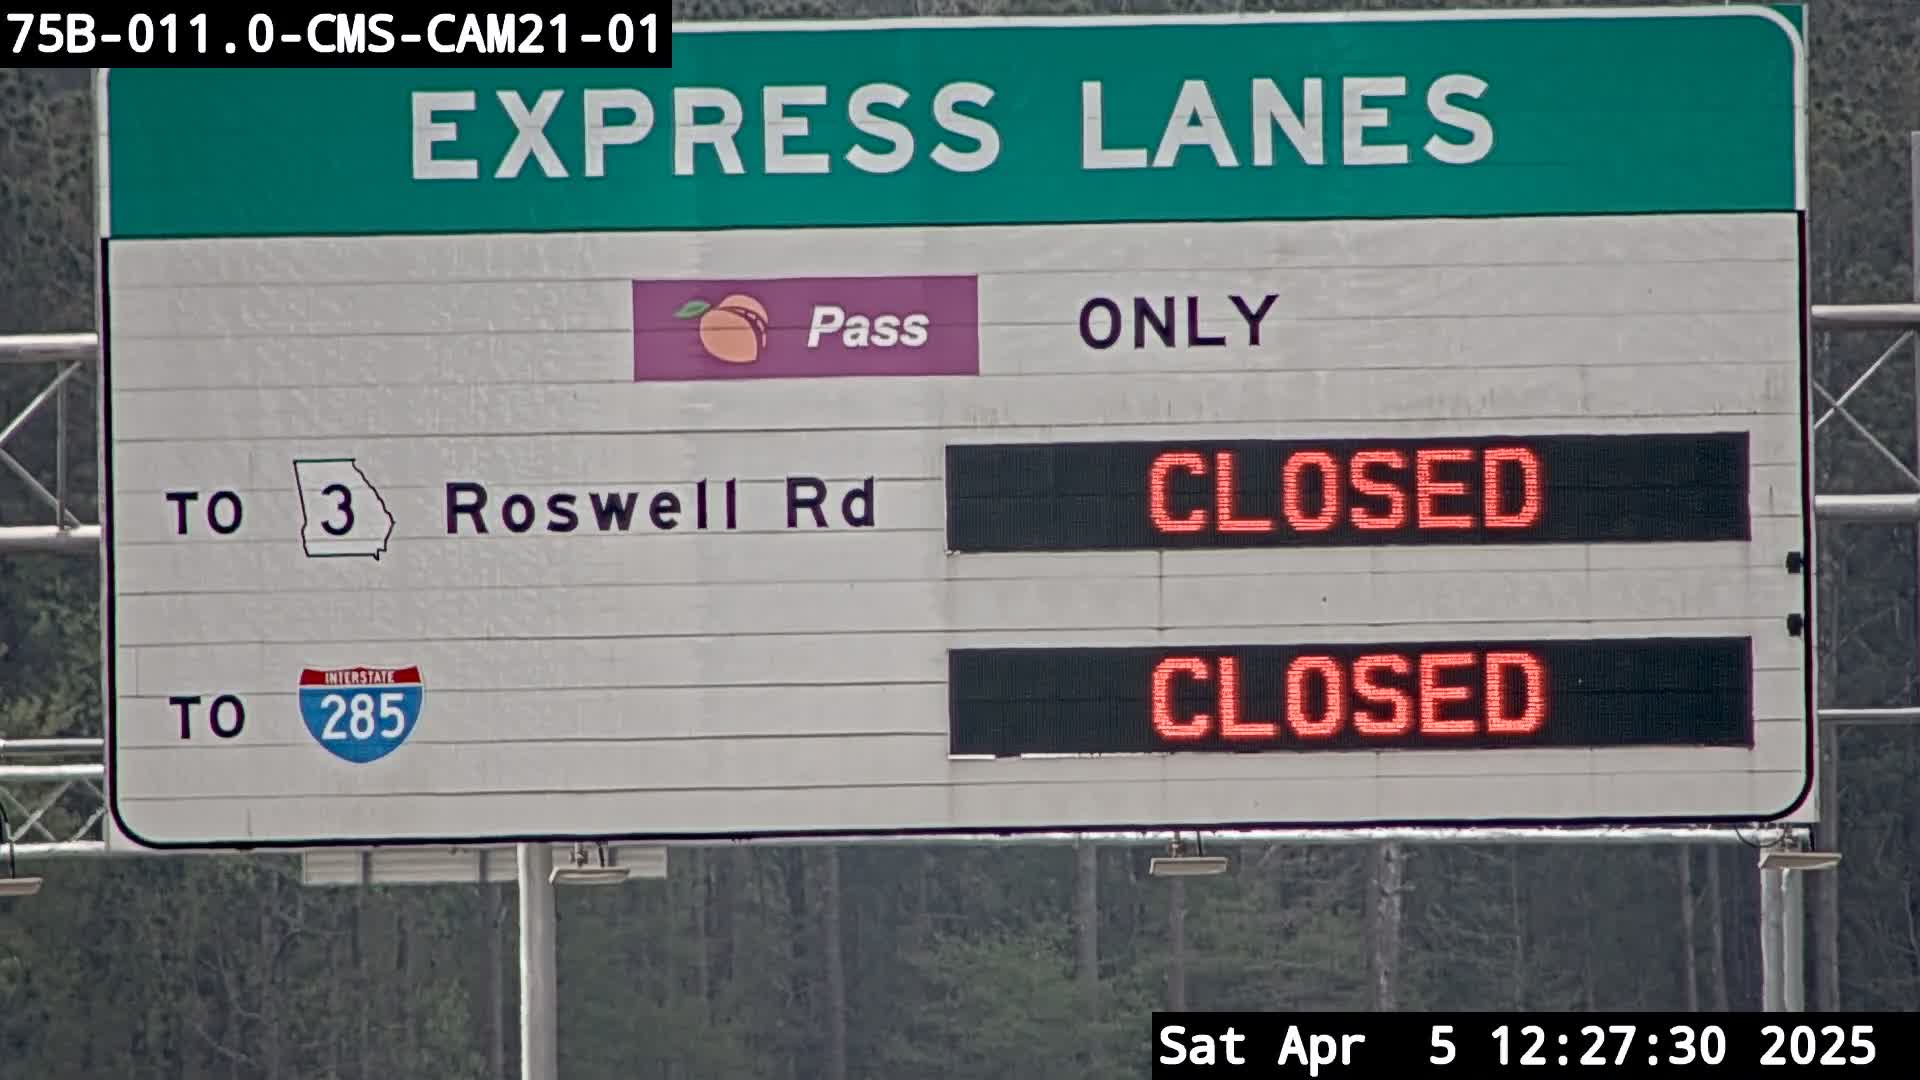 75B-011.0-CMS-CAM21-01
EXPRESS LANES
Pass ONLY
TO 3 Roswell Rd CLOSED
INTERSTATE
TO 285 CLOSED
Sat Apr 5 12:27:30 2025